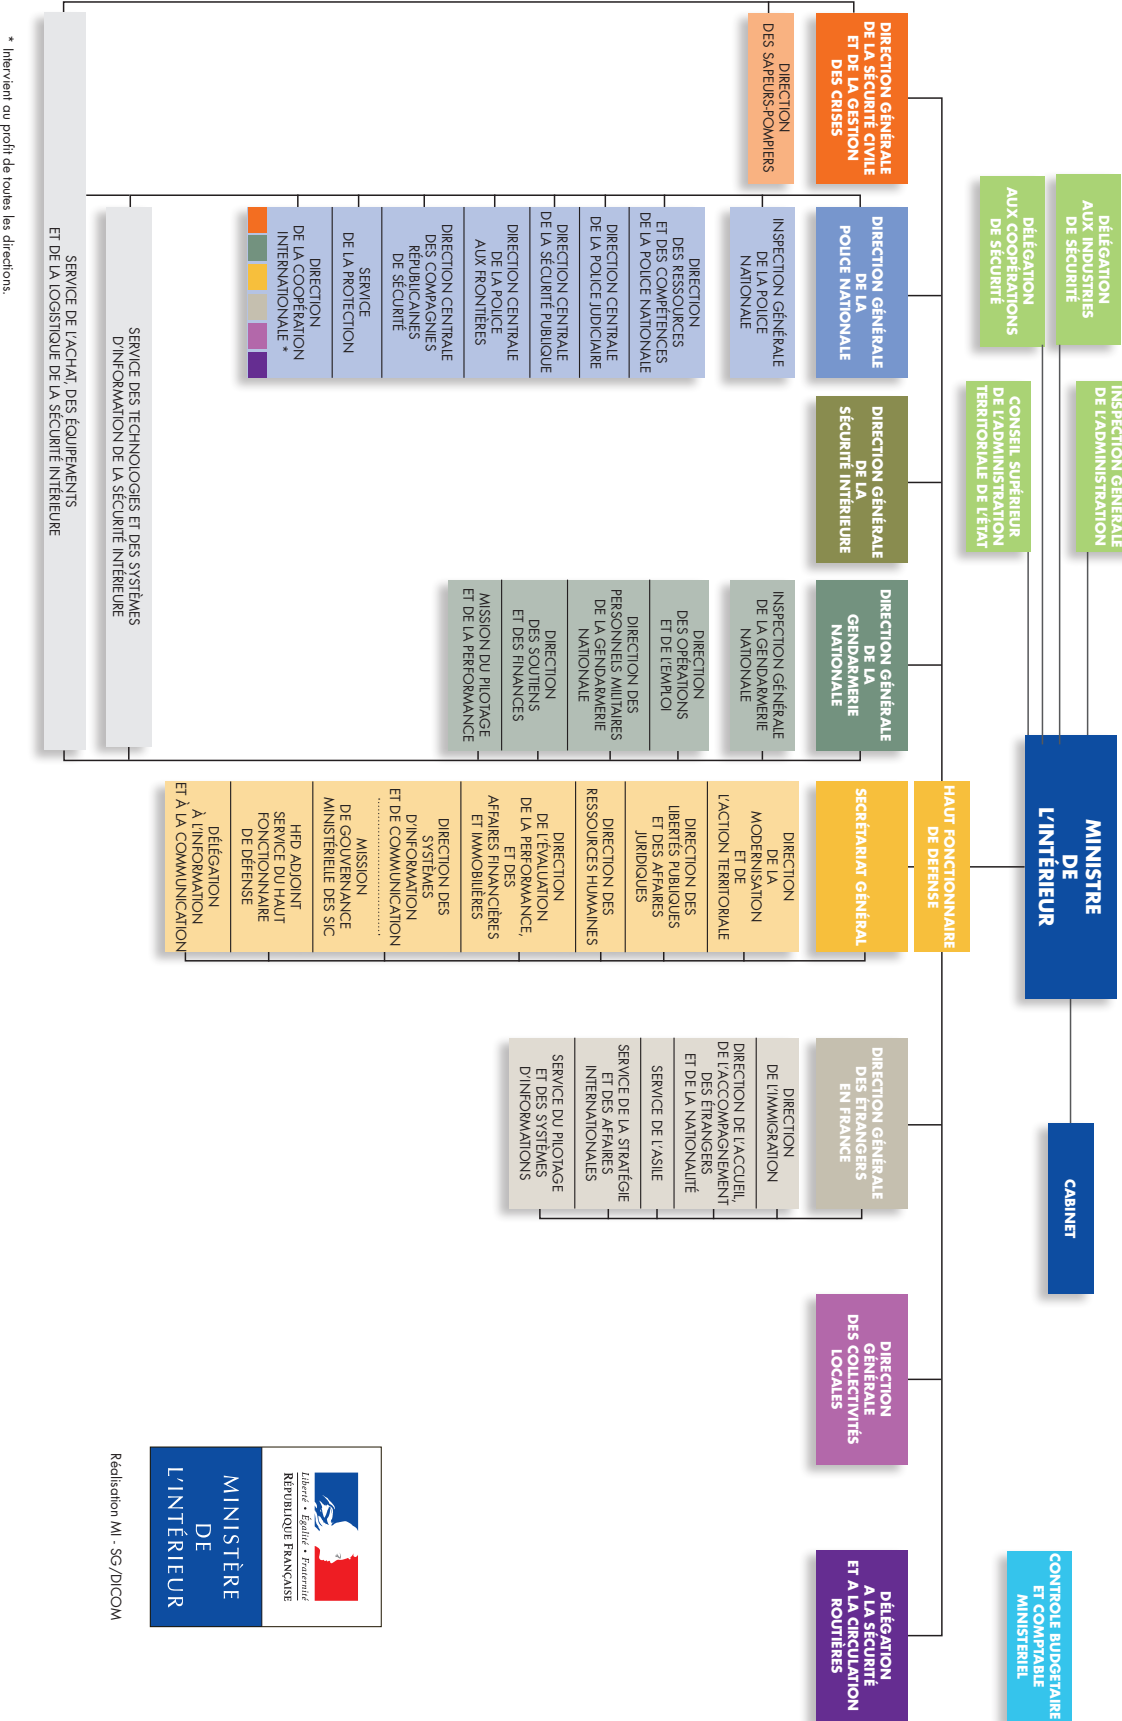 MINISTRE
DE
L'INTÉRIEUR
CABINET
CONTROLE BUDGETAIRE
ET COMPTABLE
MINISTERIEL
DÉLÉGATION
AUX INDUSTRIES
DE SÉCURITÉ
INSPECTION GÉNÉRALE
DE L'ADMINISTRATION
DÉLÉGATION
AUX COOPÉRATIONS
DE SÉCURITÉ
CONSEIL SUPÉRIEUR
DE L'ADMINISTRATION
TERRITORIALE DE L'ÉTAT
HAUT FONCTIONNAIRE
DE DÉFENSE
DIRECTION GÉNÉRALE
DE LA SÉCURITÉ CIVILE
ET DE LA GESTION
DES CRISES
DIRECTION
DES SAPEURS-POMPIERS
DIRECTION GÉNÉRALE
DE LA
POLICE NATIONALE
INSPECTION GÉNÉRALE
DE LA POLICE
NATIONALE
DIRECTION
DES RESSOURCES
ET DES COMPÉTENCES
DE LA POLICE NATIONALE
DIRECTION CENTRALE
DE LA POLICE JUDICIAIRE
DIRECTION CENTRALE
DE LA SÉCURITÉ PUBLIQUE
DIRECTION CENTRALE
DE LA POLICE
AUX FRONTIÈRES
DIRECTION CENTRALE
DES COMPAGNIES
RÉPUBLICAINES
DE SÉCURITÉ
SERVICE
DE LA PROTECTION
DIRECTION
DE LA COOPÉRATION
INTERNATIONALE *
DIRECTION GÉNÉRALE
DE LA
SÉCURITÉ INTÉRIEURE
DIRECTION GÉNÉRALE
DE LA
GENDARMERIE
NATIONALE
INSPECTION GÉNÉRALE
DE LA GENDARMERIE
NATIONALE
DIRECTION
DES OPÉRATIONS
ET DE L'EMPLOI
DIRECTION DES
PERSONNELS MILITAIRES
DE LA GENDARMERIE
NATIONALE
DIRECTION
DES SOUTIENS
ET DES FINANCES
MISSION DU PILOTAGE
ET DE LA PERFORMANCE
SECRÉTARIAT GÉNÉRAL
DIRECTION
DE LA
MODERNISATION
ET DE
L'ACTION TERRITORIALE
DIRECTION DES
LIBERTÉS PUBLIQUES
ET DES AFFAIRES
JURIDIQUES
DIRECTION DES
RESSOURCES HUMAINES
DIRECTION
DE L'ÉVALUATION
DE LA PERFORMANCE,
ET DES
AFFAIRES FINANCIÈRES
ET IMMOBILIÈRES
DIRECTION DES
SYSTÈMES
D'INFORMATION
ET DE COMMUNICATION
..................................
MISSION
DE GOUVERNANCE
MINISTÉRIELLE DES SIC
HFD ADJOINT
SERVICE DU HAUT
FONCTIONNAIRE
DE DÉFENSE
DÉLÉGATION
À L'INFORMATION
ET À LA COMMUNICATION
DIRECTION GÉNÉRALE
DES ÉTRANGERS
EN FRANCE
DIRECTION
DE L'IMMIGRATION
DIRECTION DE L'ACCUEIL,
DE L'ACCOMPAGNEMENT
DES ÉTRANGERS
ET DE LA NATIONALITÉ
SERVICE DE L'ASILE
SERVICE DE LA STRATÉGIE
ET DES AFFAIRES
INTERNATIONALES
SERVICE DU PILOTAGE
ET DES SYSTÈMES
D'INFORMATIONS
DIRECTION
GÉNÉRALE
DES COLLECTIVITÉS
LOCALES
DÉLÉGATION
A LA SÉCURITÉ
ET A LA CIRCULATION
ROUTIÈRES
SERVICE DES TECHNOLOGIES ET DES SYSTÈMES
D'INFORMATION DE LA SÉCURITÉ INTÉRIEURE
SERVICE DE L'ACHAT, DES ÉQUIPEMENTS
ET DE LA LOGISTIQUE DE LA SÉCURITÉ INTÉRIEURE
* Intervient au profit de toutes les directions.
Liberté • Égalité • Fraternité
RÉPUBLIQUE FRANÇAISE
MINISTÈRE
DE
L'INTÉRIEUR
Réalisation MI - SG/DICOM